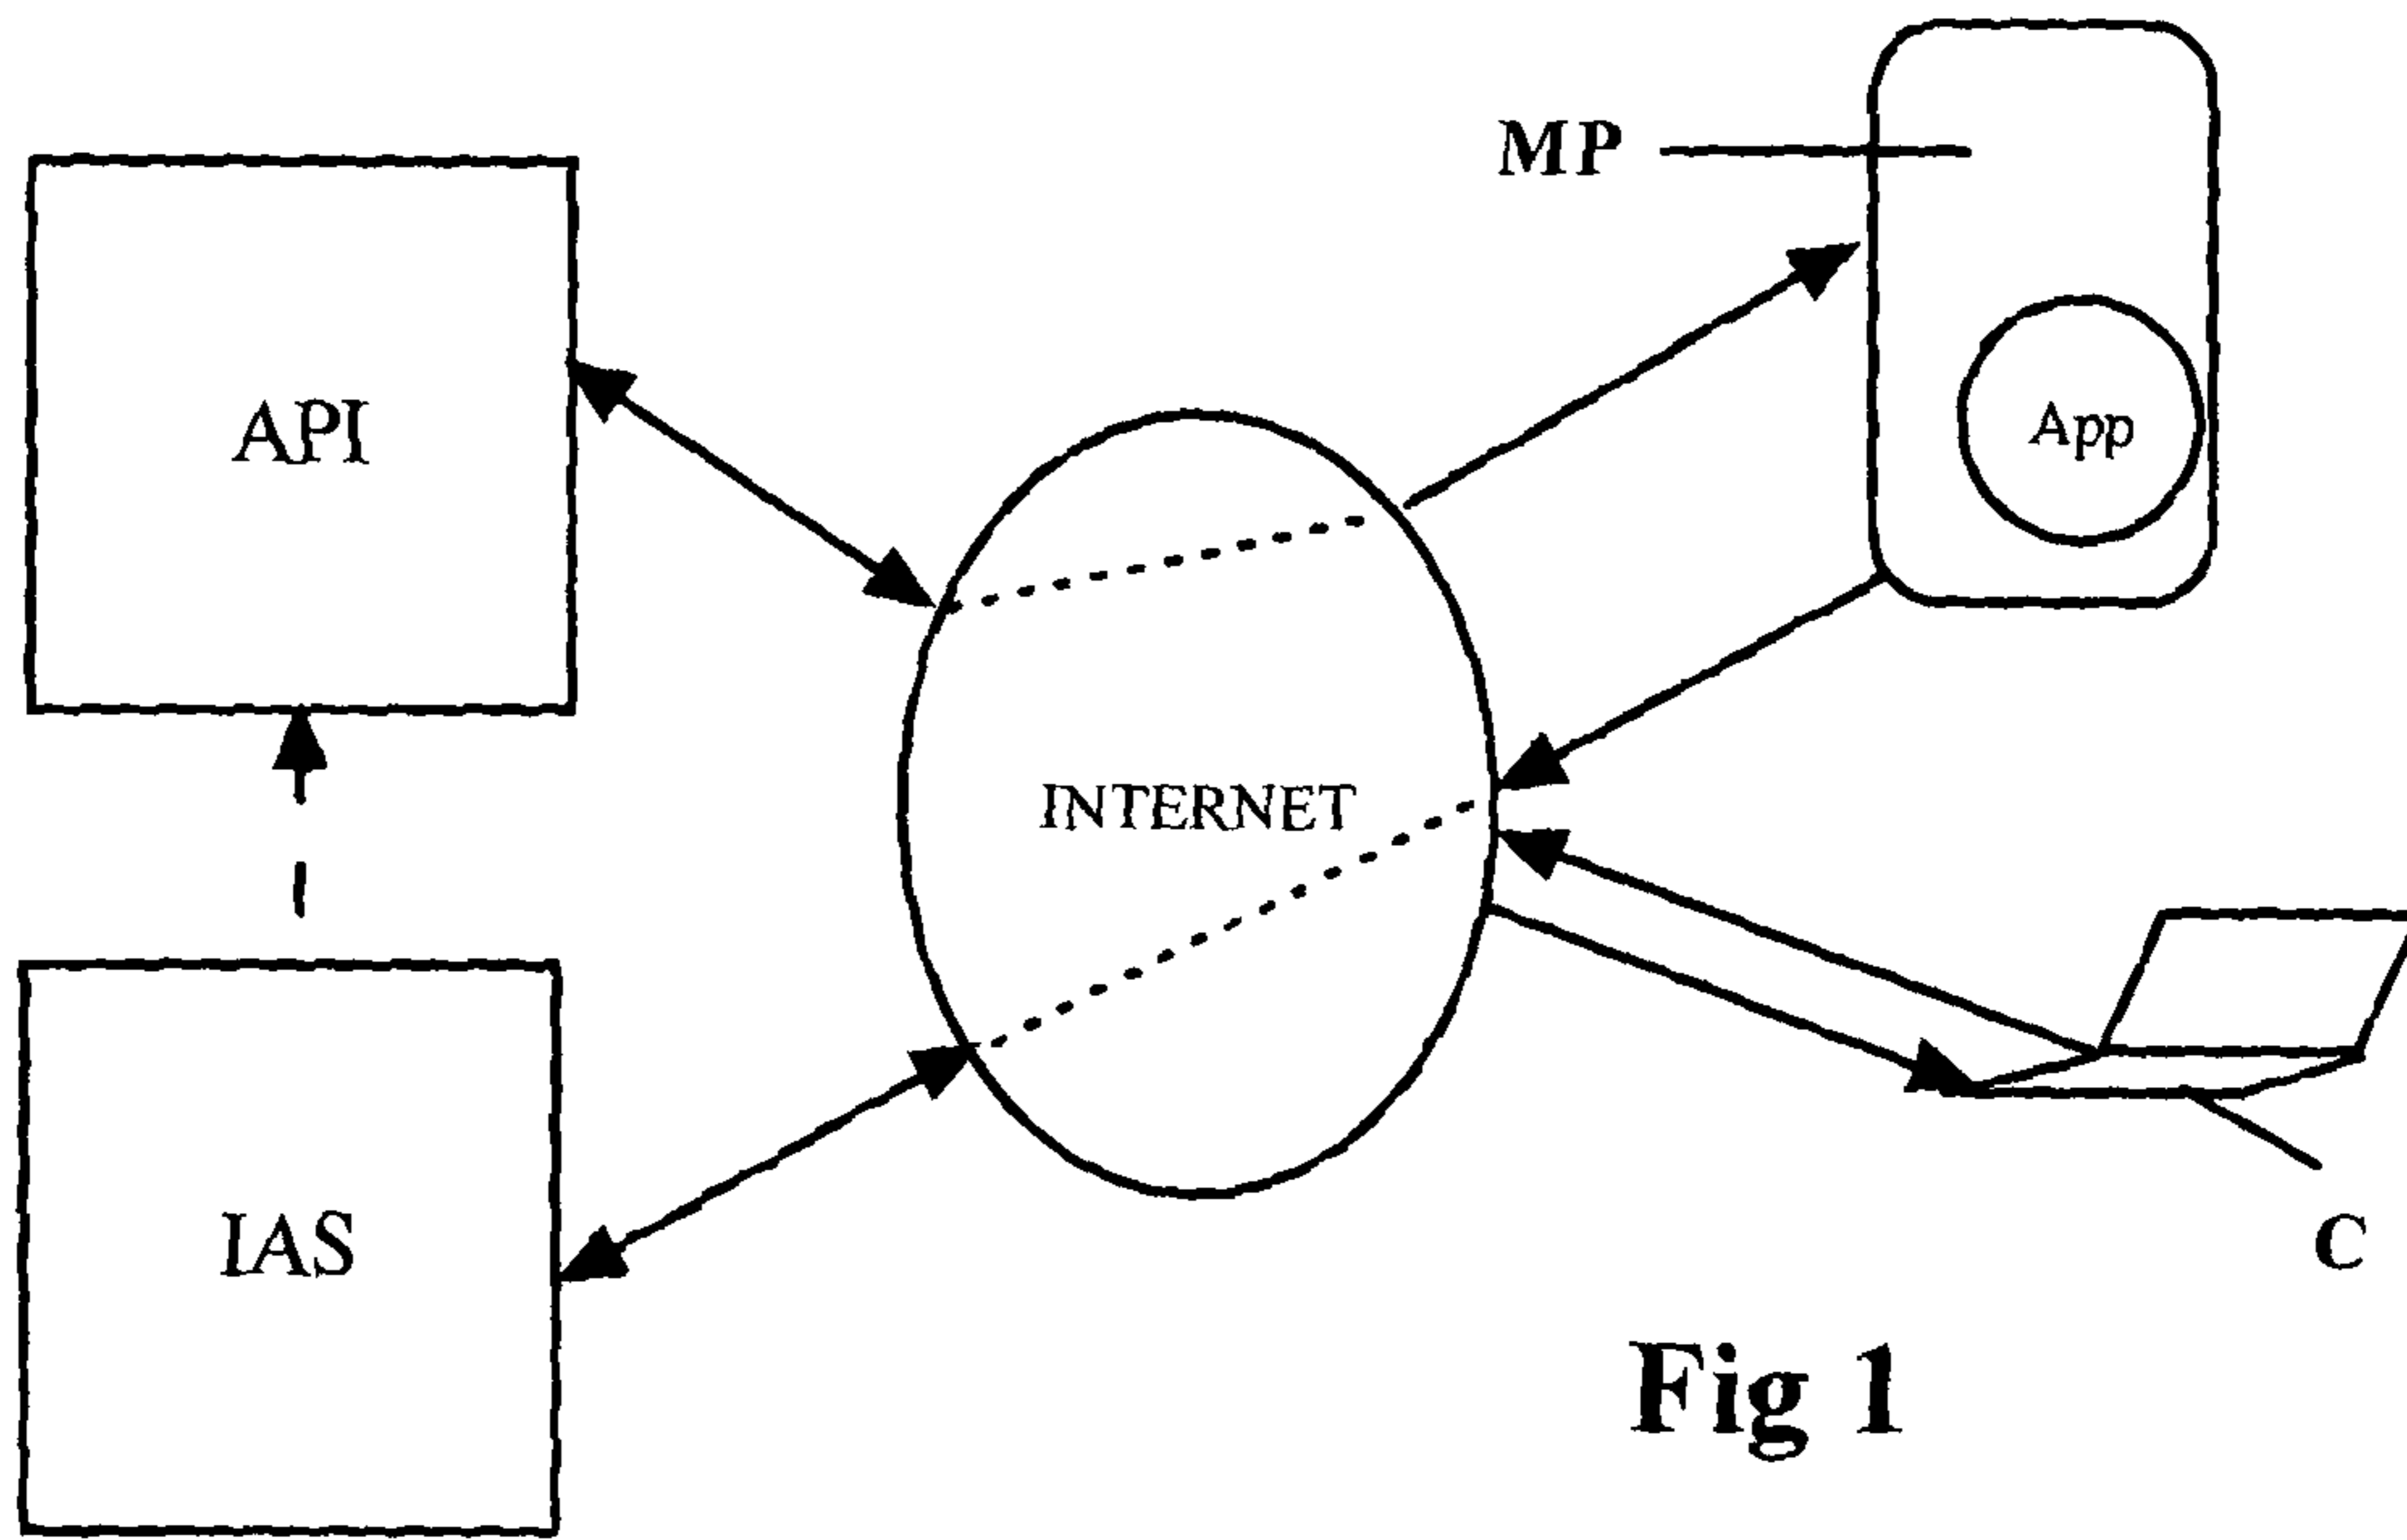 MP
API
App
INTERNET
IAS
C
Fig 1